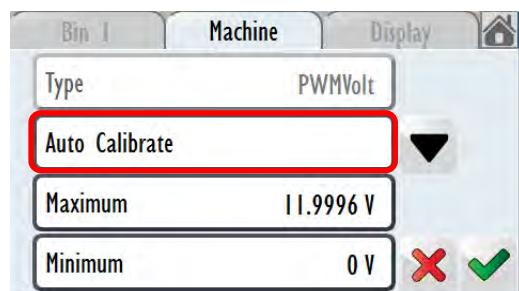 Bin 1 Machine Display
Type PWMVolt
Auto Calibrate
Maximum 11.9996 V
Minimum 0 V